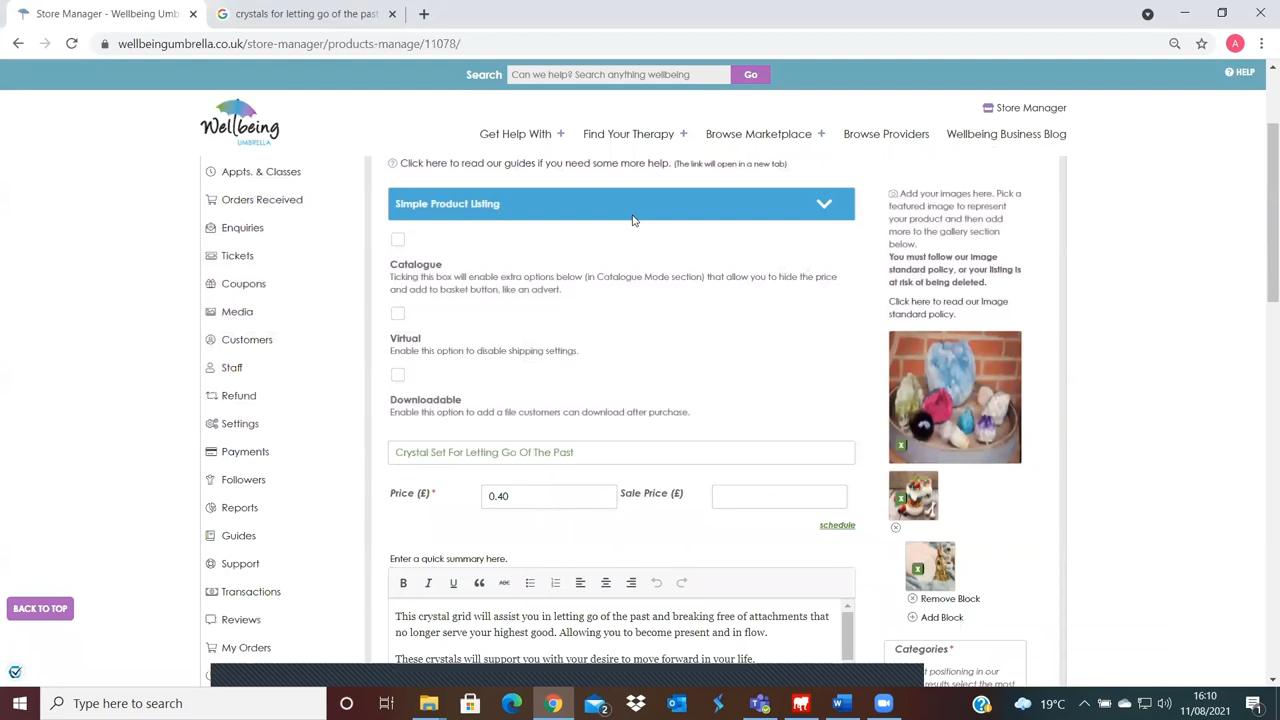 Store Manager - Wellbeing Umb
crystals for letting go of the past
wellbeingumbrella.co.uk/store-manager/products-manage/11078/
A
Search
Can we help? Search anything wellbeing
Go
HELP
Wellbeing
UMBRELLA
Store Manager
Get Help With +
Find Your Therapy +
Browse Marketplace +
Browse Providers
Wellbeing Business Blog
Appts. & Classes
Orders Received
Enquiries
Tickets
Coupons
Media
Customers
Staff
Refund
Settings
Payments
Followers
Reports
Guides
Support
Transactions
Reviews
My Orders
BACK TO TOP
Click here to read our guides if you need some more help. (The link will open in a new tab)
Simple Product Listing
Catalogue
Ticking this box will enable extra options below (in Catalogue Mode section) that allow you to hide the price
and add to basket button, like an advert.
Virtual
Enable this option to disable shipping settings.
Downloadable
Enable this option to add a file customers can download after purchase.
Crystal Set For Letting Go Of The Past
Price (£)*
0.40
Sale Price (£)
schedule
Enter a quick summary here.
This crystal grid will assist you in letting go of the past and breaking free of attachments that
no longer serve your highest good. Allowing you to become present and in flow.
These crystals will support you with your desire to move forward in your life.
Add your images here. Pick a
featured image to represent
your product and then add
more to the gallery section
below.
You must follow our image
standard policy, or your listing is
at risk of being deleted.
Click here to read our Image
standard policy.
Remove Block
Add Block
Categories *
t positioning in our
results select the most
Type here to search
2
19°C
16:10
11/08/2021